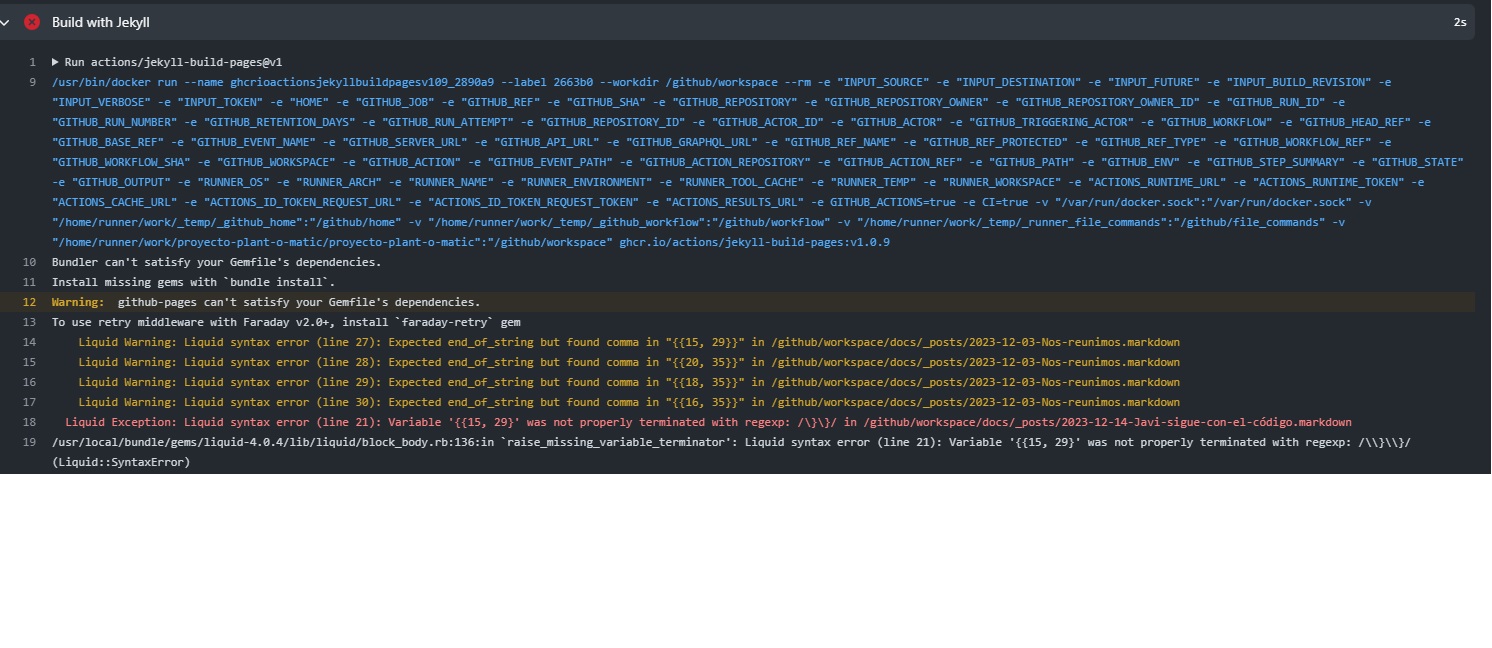 Build with Jekyll
2s
1 Run actions/jekyll-build-pages@v1
9 /usr/bin/docker run --name ghcrioactionsjekyllbuildpagesv109_2890a9 --label 2663b0 --workdir /github/workspace --rm -e "INPUT_SOURCE" -e "INPUT_DESTINATION" -e "INPUT_FUTURE" -e "INPUT_BUILD_REVISION" -e
"INPUT_VERBOSE" -e "INPUT_TOKEN" -e "HOME" -e "GITHUB_JOB" -e "GITHUB_REF" -e "GITHUB_SHA" -e "GITHUB_REPOSITORY" -e "GITHUB_REPOSITORY_OWNER" -e "GITHUB_REPOSITORY_OWNER_ID" -e "GITHUB_RUN_ID" -e
"GITHUB_RUN_NUMBER" -e "GITHUB_RETENTION_DAYS" -e "GITHUB_RUN_ATTEMPT" -e "GITHUB_REPOSITORY_ID" -e "GITHUB_ACTOR_ID" -e "GITHUB_ACTOR" -e "GITHUB_TRIGGERING_ACTOR" -e "GITHUB_WORKFLOW" -e "GITHUB_HEAD_REF" -e
"GITHUB_BASE_REF" -e "GITHUB_EVENT_NAME" -e "GITHUB_SERVER_URL" -e "GITHUB_API_URL" -e "GITHUB_GRAPHQL_URL" -e "GITHUB_REF_NAME" -e "GITHUB_REF_PROTECTED" -e "GITHUB_REF_TYPE" -e "GITHUB_WORKFLOW_REF" -e
"GITHUB_WORKFLOW_SHA" -e "GITHUB_WORKSPACE" -e "GITHUB_ACTION" -e "GITHUB_EVENT_PATH" -e "GITHUB_ACTION_REPOSITORY" -e "GITHUB_ACTION_REF" -e "GITHUB_PATH" -e "GITHUB_ENV" -e "GITHUB_STEP_SUMMARY" -e "GITHUB_STATE"
-e "GITHUB_OUTPUT" -e "RUNNER_OS" -e "RUNNER_ARCH" -e "RUNNER_NAME" -e "RUNNER_ENVIRONMENT" -e "RUNNER_TOOL_CACHE" -e "RUNNER_TEMP" -e "RUNNER_WORKSPACE" -e "ACTIONS_RUNTIME_URL" -e "ACTIONS_RUNTIME_TOKEN" -e
"ACTIONS_CACHE_URL" -e "ACTIONS_ID_TOKEN_REQUEST_URL" -e "ACTIONS_ID_TOKEN_REQUEST_TOKEN" -e "ACTIONS_RESULTS_URL" -e GITHUB_ACTIONS=true -e CI=true -v "/var/run/docker.sock":"/var/run/docker.sock" -v
"/home/runner/work/_temp/_github_home":"/github/home" -v "/home/runner/work/_temp/_github_workflow":"/github/workflow" -v "/home/runner/work/_temp/_runner_file_commands":"/github/file_commands" -v
"/home/runner/work/proyecto-plant-o-matic/proyecto-plant-o-matic":"/github/workspace" ghcr.io/actions/jekyll-build-pages:v1.0.9
10 Bundler can't satisfy your Gemfile's dependencies.
11 Install missing gems with `bundle install`.
12 Warning: github-pages can't satisfy your Gemfile's dependencies.
13 To use retry middleware with Faraday v2.0+, install `faraday-retry` gem
14 Liquid Warning: Liquid syntax error (line 27): Expected end_of_string but found comma in "{{15, 29}}" in /github/workspace/docs/_posts/2023-12-03-Nos-reunimos.markdown
15 Liquid Warning: Liquid syntax error (line 28): Expected end_of_string but found comma in "{{20, 35}}" in /github/workspace/docs/_posts/2023-12-03-Nos-reunimos.markdown
16 Liquid Warning: Liquid syntax error (line 29): Expected end_of_string but found comma in "{{18, 35}}" in /github/workspace/docs/_posts/2023-12-03-Nos-reunimos.markdown
17 Liquid Warning: Liquid syntax error (line 30): Expected end_of_string but found comma in "{{16, 35}}" in /github/workspace/docs/_posts/2023-12-03-Nos-reunimos.markdown
18 Liquid Exception: Liquid syntax error (line 21): Variable '{{15, 29}' was not properly terminated with regexp: /\}\}/ in /github/workspace/docs/_posts/2023-12-14-Javi-sigue-con-el-código.markdown
19 /usr/local/bundle/gems/liquid-4.0.4/lib/liquid/block_body.rb:136:in `raise_missing_variable_terminator': Liquid syntax error (line 21): Variable '{{15, 29}' was not properly terminated with regexp: /\\}\\}/
(Liquid::SyntaxError)